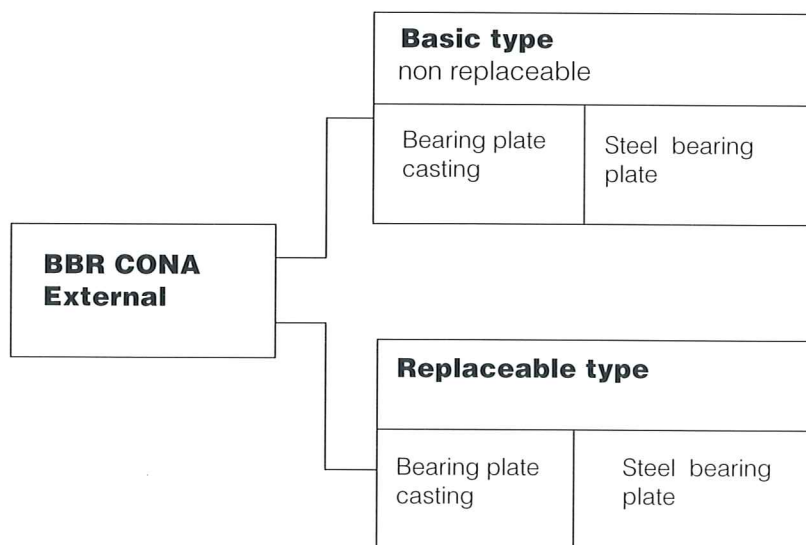 Basic type
non replaceable
Bearing plate
casting
Steel bearing
plate
BBR CONA
External
Replaceable type
Bearing plate
casting
Steel bearing
plate